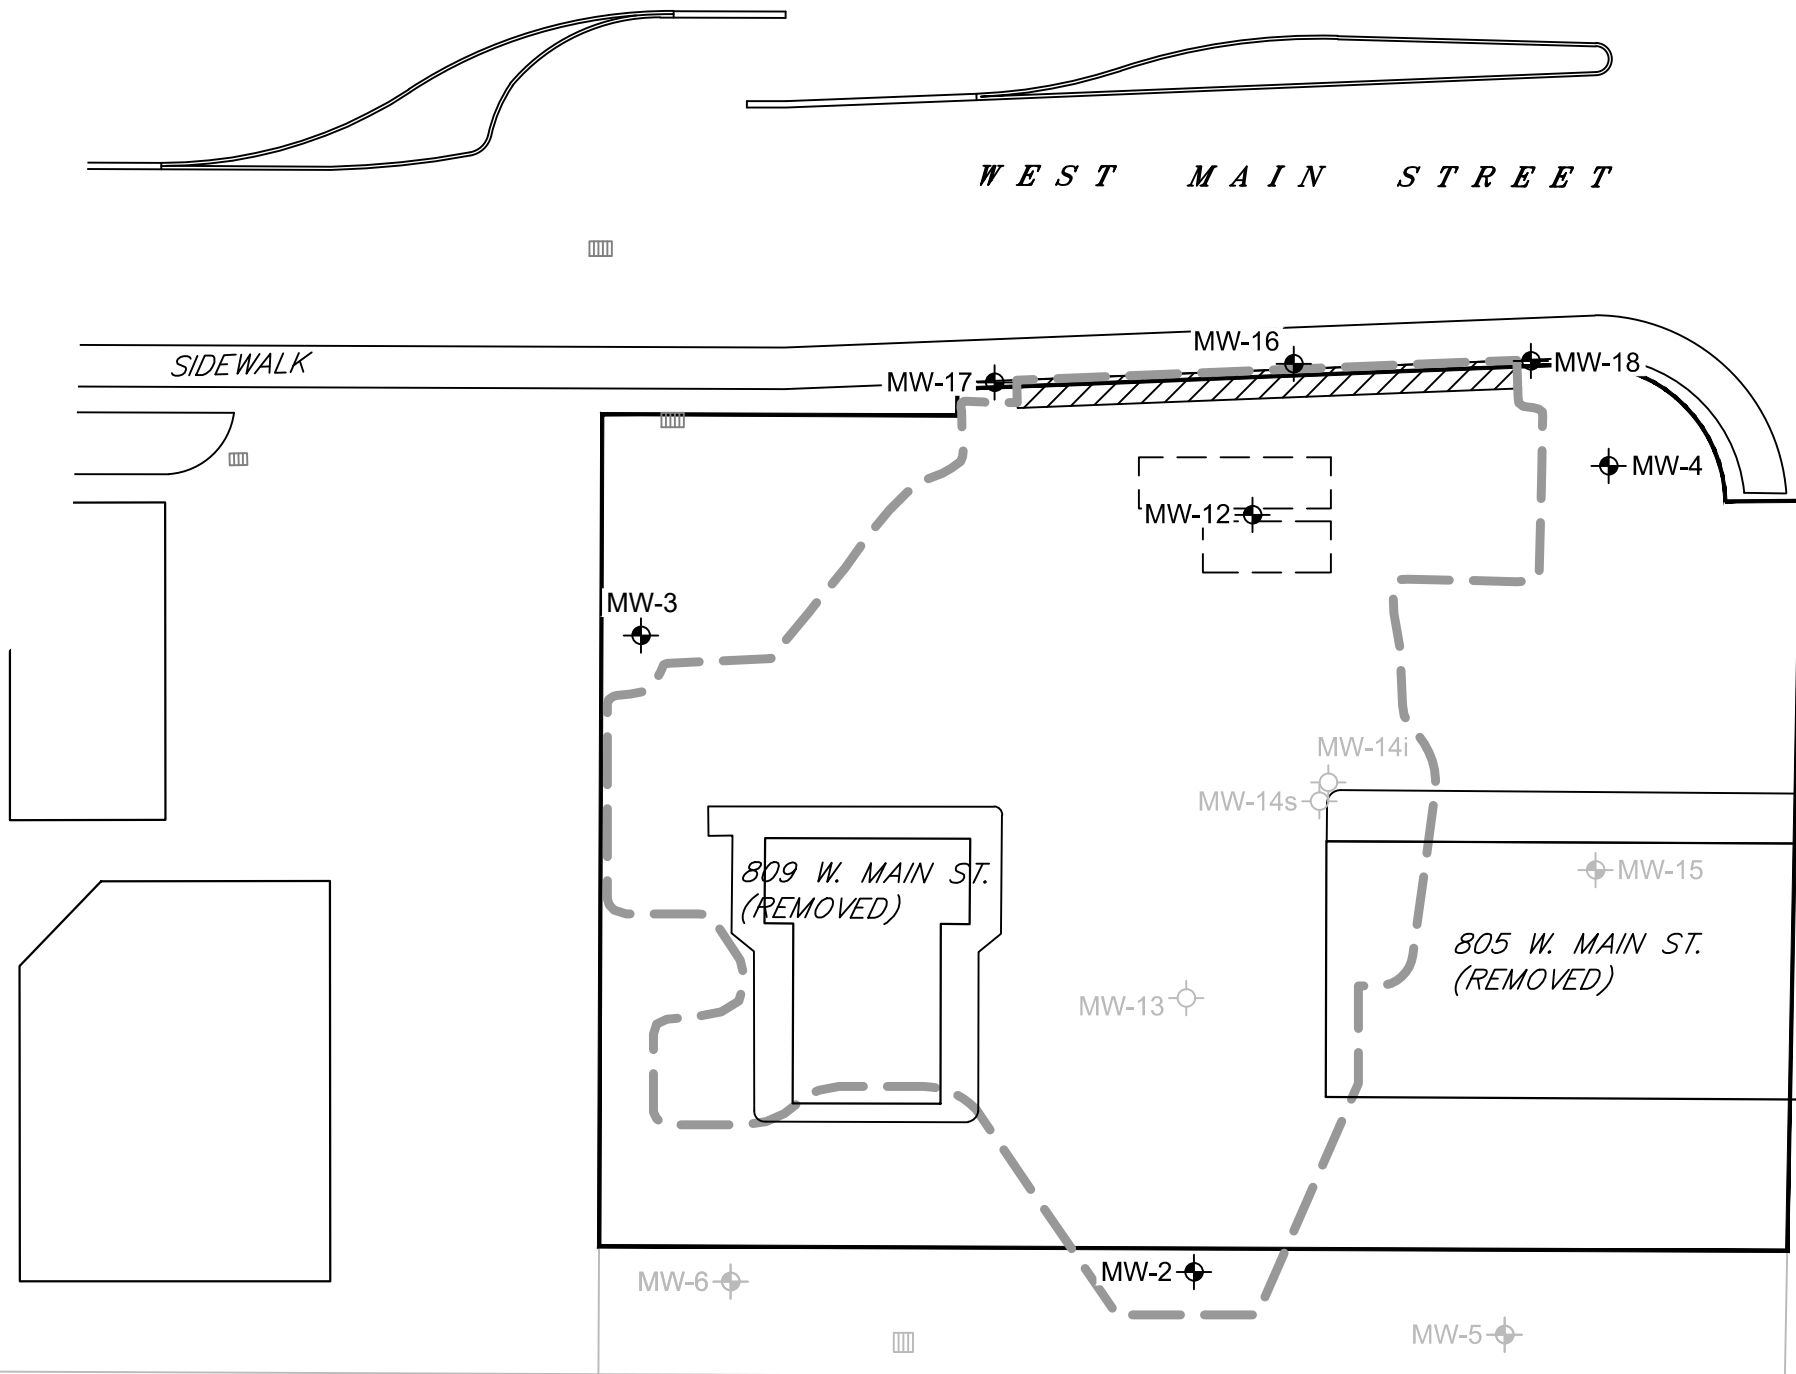 WEST MAIN STREET
MW-16
SIDEWALK
MW-17
MW-18
MW-4
MW-12
MW-3
MW-14i
MW-14s
809 W. MAIN ST.
(REMOVED)
MW-15
805 W. MAIN ST.
(REMOVED)
MW-13
MW-2
MW-6
MW-5